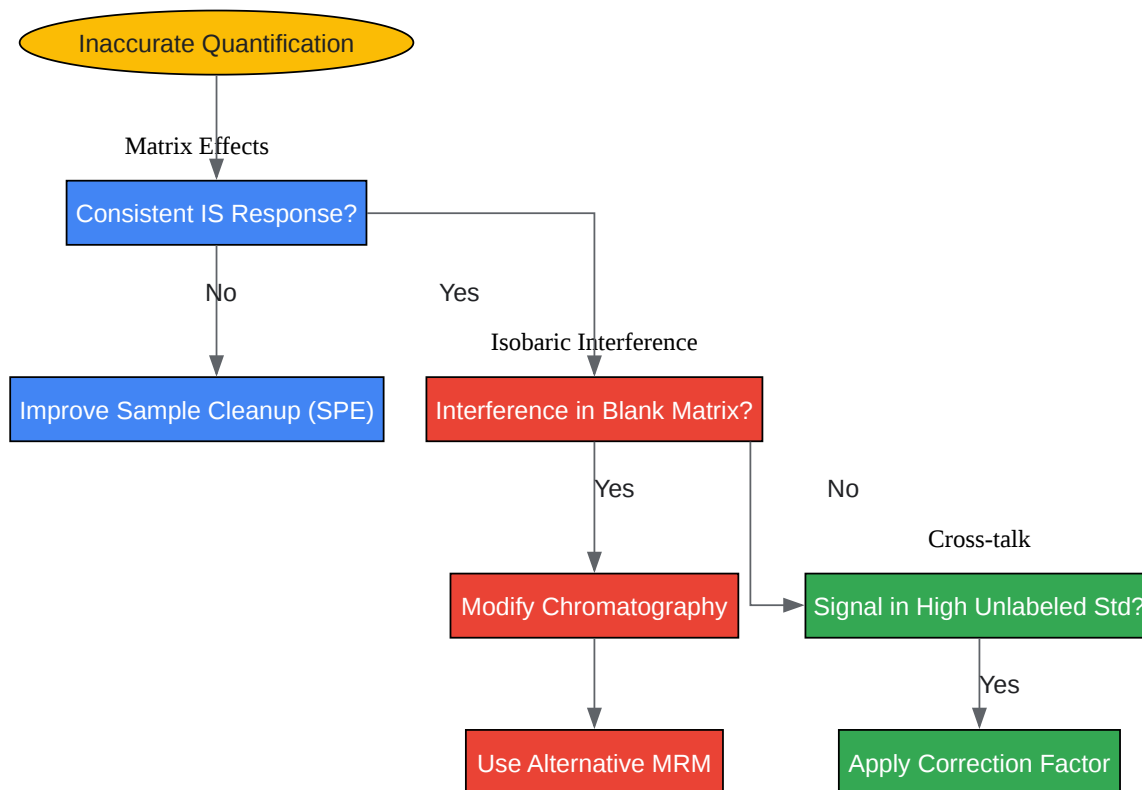 Inaccurate Quantification
Matrix Effects
Consistent IS Response?
No
Yes
Isobaric Interference
Improve Sample Cleanup (SPE)
Interference in Blank Matrix?
Yes
No
Cross-talk
Modify Chromatography
Signal in High Unlabeled Std?
Yes
Use Alternative MRM
Apply Correction Factor